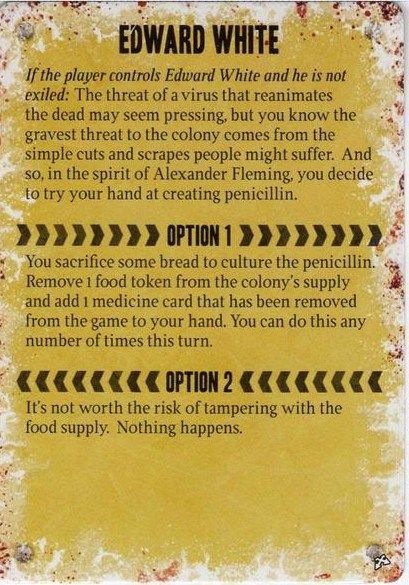 EDWARD WHITE
If the player controls Edward White and he is not
exiled: The threat of a virus that reanimates
the dead may seem pressing, but you know the
gravest threat to the colony comes from the
simple cuts and scrapes people might suffer. And
so, in the spirit of Alexander Fleming, you decide
to try your hand at creating penicillin.
OPTION 1
You sacrifice some bread to culture the penicillin.
Remove 1 food token from the colony's supply
and add 1 medicine card that has been removed
from the game to your hand. You can do this any
number of times this turn.
OPTION 2
It's not worth the risk of tampering with the
food supply. Nothing happens.